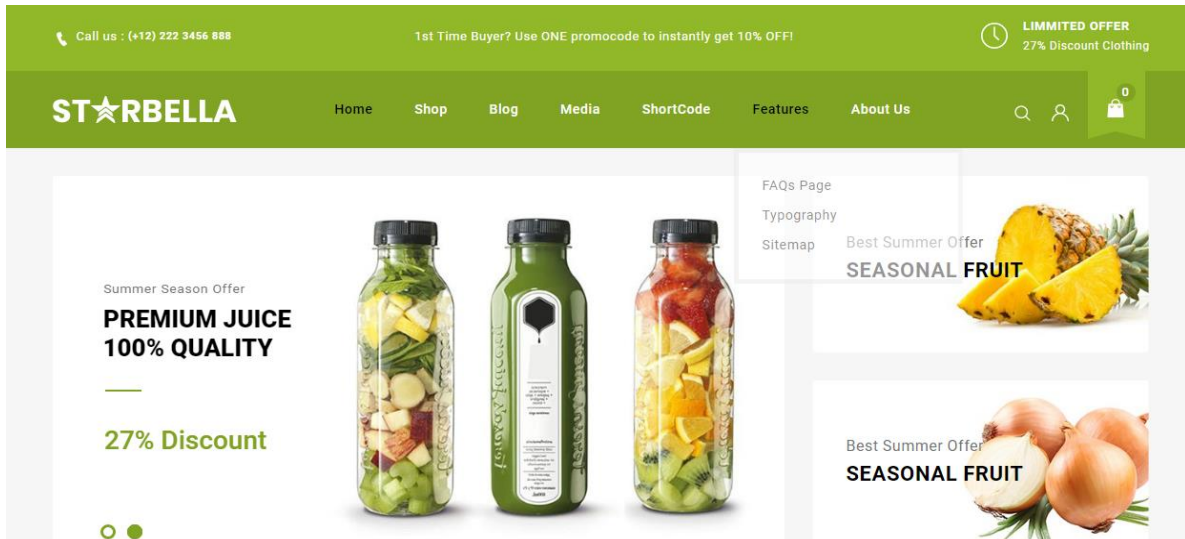 Call us : (+12) 222 3456 888
1st Time Buyer? Use ONE promocode to instantly get 10% OFF!
LIMMITED OFFER
27% Discount Clothing
ST★RBELLA
Home
Shop
Blog
Media
ShortCode
Features
About Us
0
FAQs Page
Typography
Sitemap
Summer Season Offer
PREMIUM JUICE
100% QUALITY
27% Discount
Best Summer Offer
SEASONAL FRUIT
Best Summer Offer
SEASONAL FRUIT